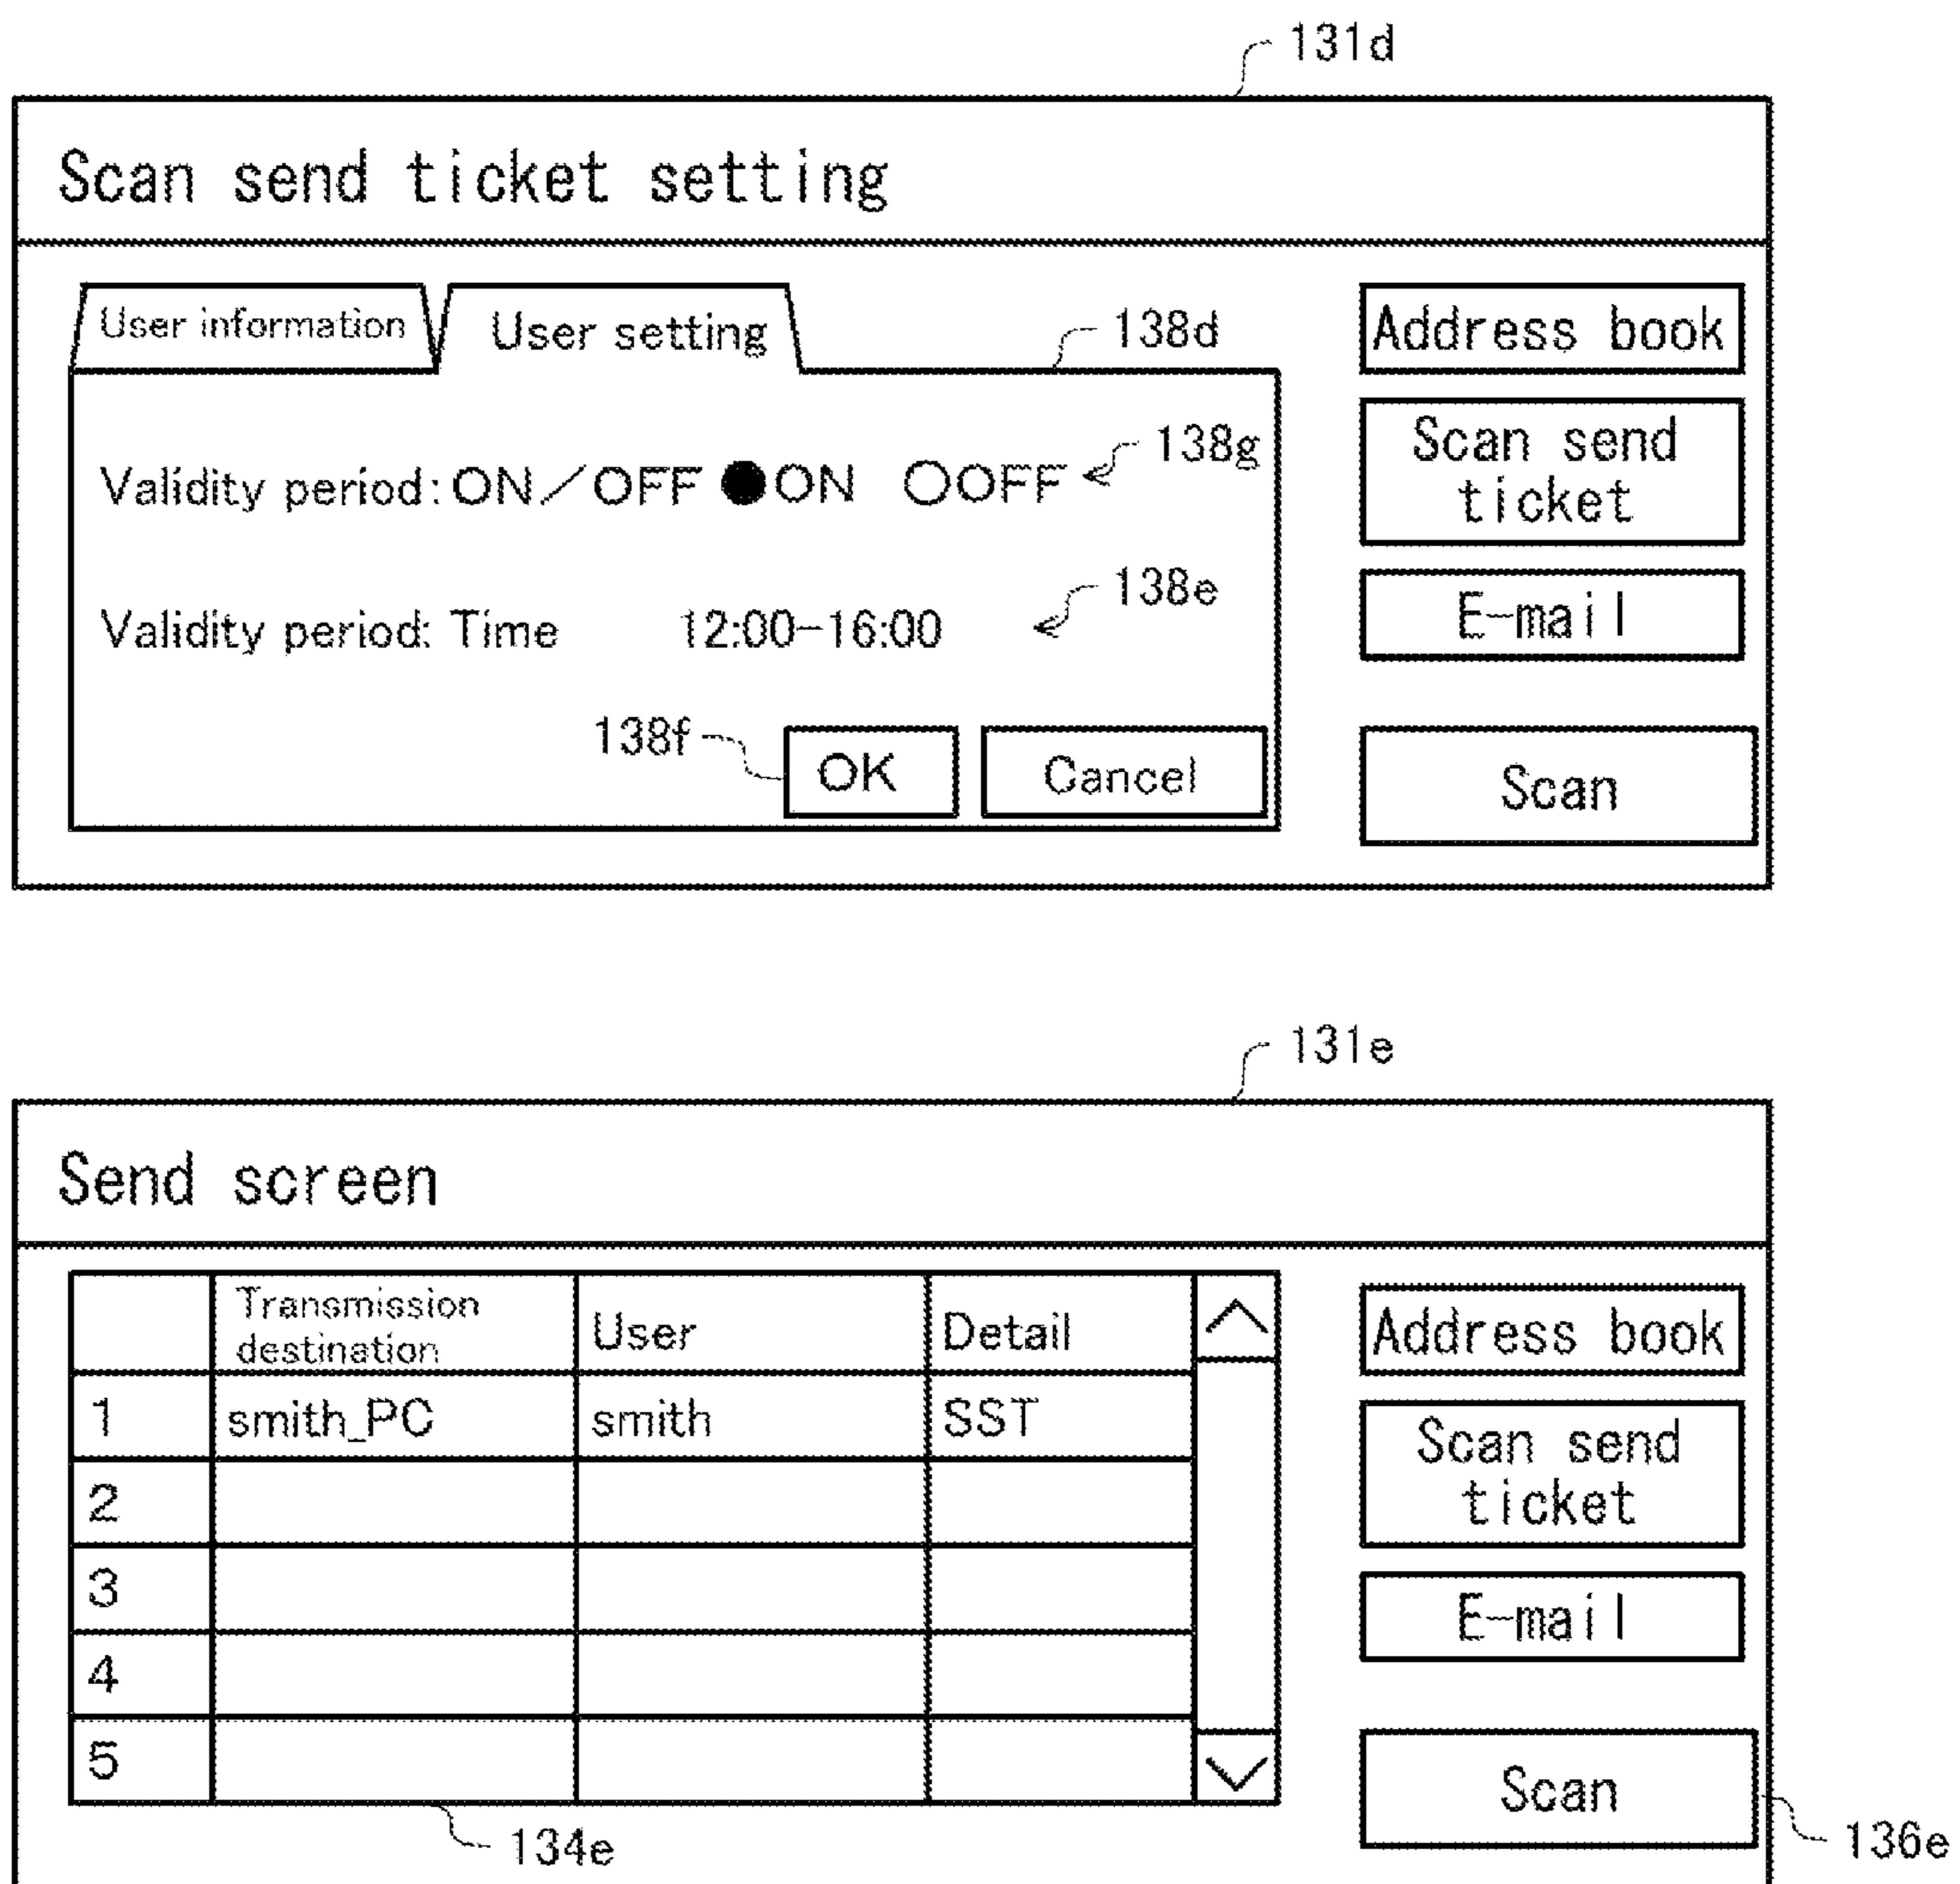 131d
Scan send ticket setting
User information
User setting
138d
Address book
Validity period: ON/OFF ●ON ○OFF
138g
Scan send
ticket
Validity period: Time 12:00-16:00
138e
E-mail
138f
OK
Cancel
Scan
131e
Send screen
Transmission
destination
User
Detail
Address book
1 smith_PC smith SST
Scan send
ticket
2
3
E-mail
4
5
Scan
134e
136e